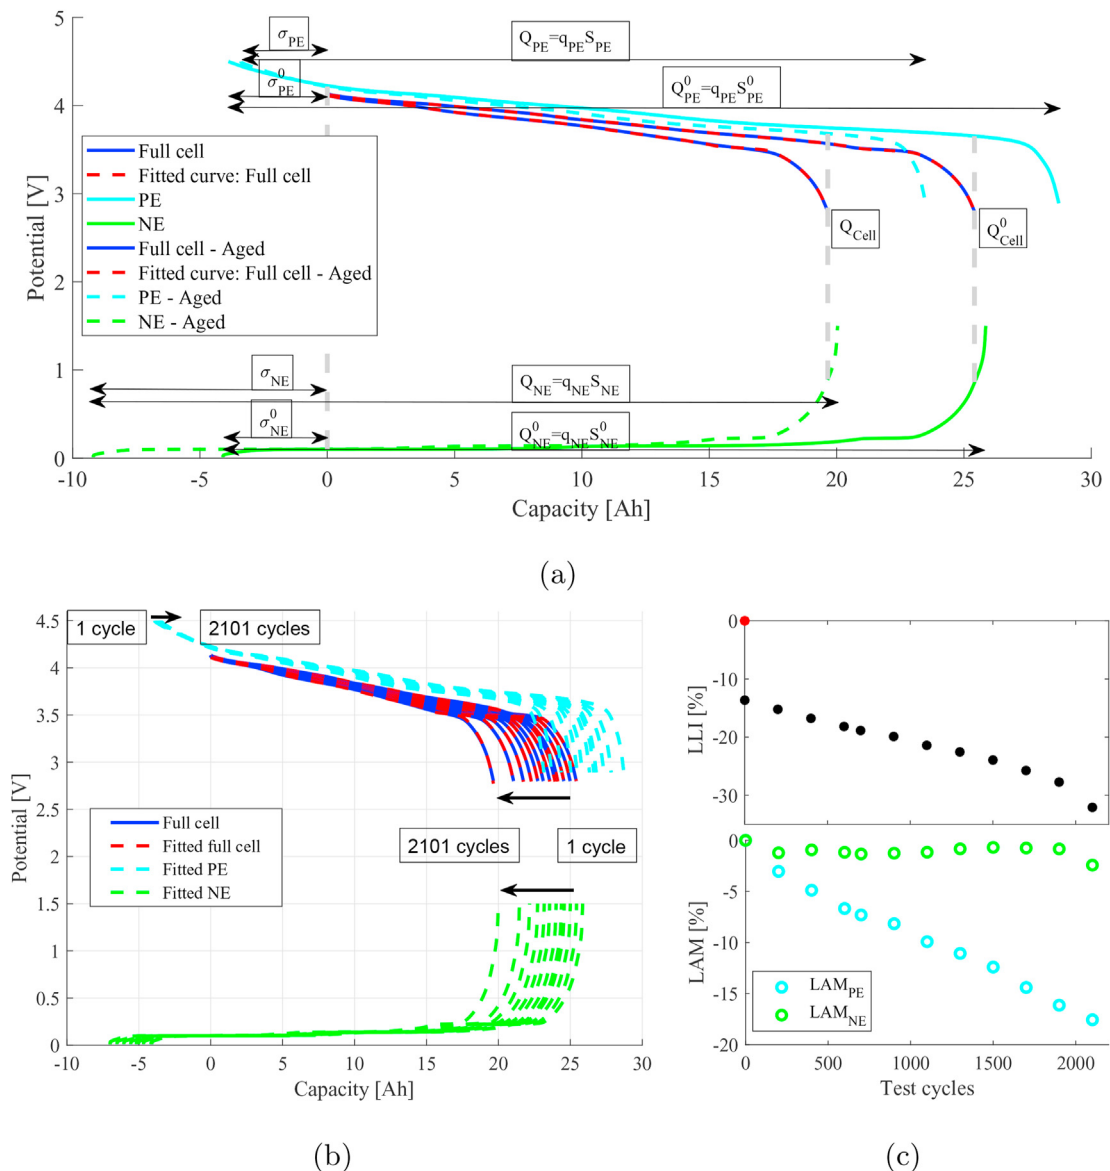 5
4
3
2
1
0
Potential [V]
σPE
QPE=qPESPE
σ⁰PE
Q⁰PE=qPES⁰PE
Full cell
Fitted curve: Full cell
PE
NE
Full cell - Aged
Fitted curve: Full cell - Aged
PE - Aged
NE - Aged
QCell
Q⁰Cell
σNE
QNE=qNESNE
σ⁰NE
Q⁰NE=qNES⁰NE
-10 -5 0 5 10 15 20 25 30
Capacity [Ah]
(a)
4.5
4
3.5
3
2.5
2
1.5
1
0.5
0
Potential [V]
1 cycle
2101 cycles
Full cell
Fitted full cell
Fitted PE
Fitted NE
2101 cycles
1 cycle
-10 -5 0 5 10 15 20 25 30
Capacity [Ah]
(b)
0
-10
-20
-30
LLI [%]
0
-5
-10
-15
-20
LAM [%]
LAMPE
LAMNE
0 500 1000 1500 2000
Test cycles
(c)